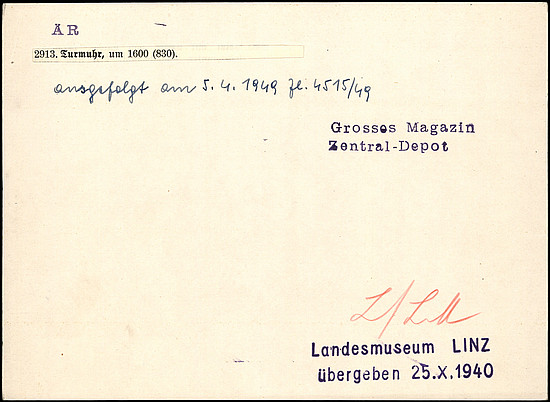 ÄR
2913. Turmuhr, um 1600 (830).
ausgefolgt am 5. 4. 1949 Zl. 4515/49
Grosses Magazin
Zentral-Depot
L/LM
Landesmuseum LINZ
übergeben 25.X.1940